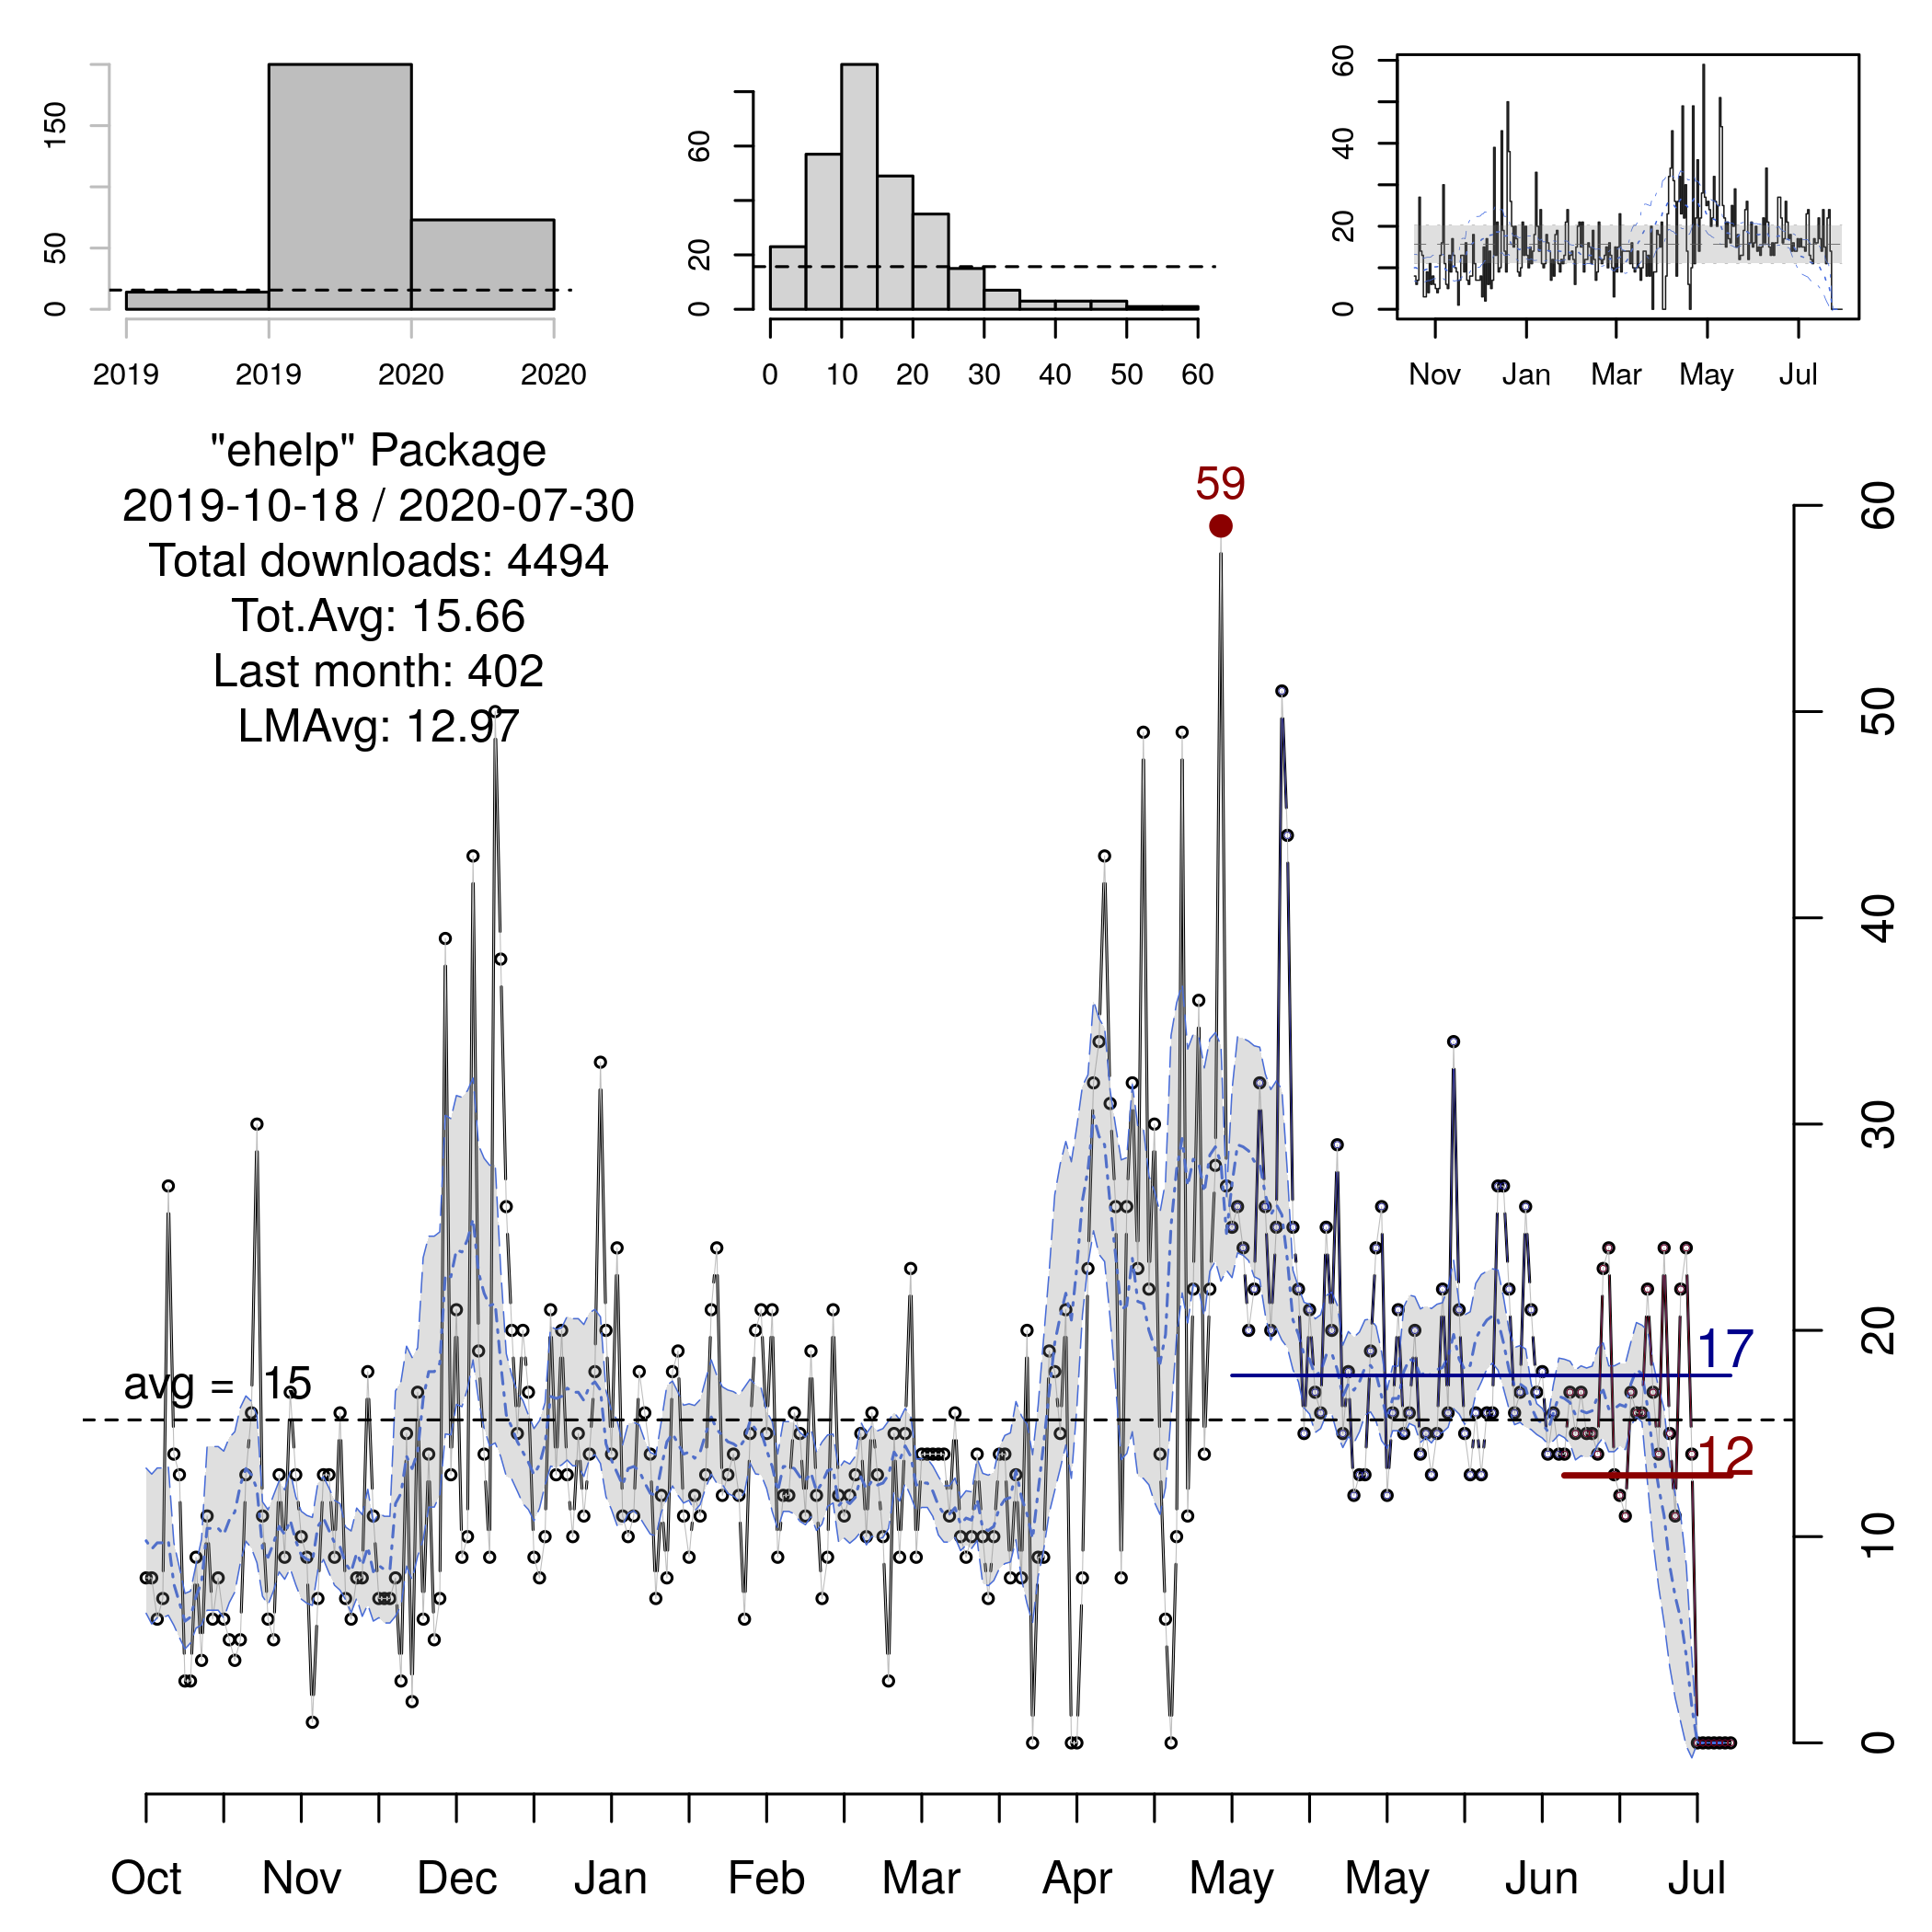 150
50
0
2019 2019 2020 2020
60
20
0
0 10 20 30 40 50 60
60
40
20
0
Nov Jan Mar May Jul
"ehelp" Package
2019-10-18 / 2020-07-30
Total downloads: 4494
Tot.Avg: 15.66
Last month: 402
LMAvg: 12.97
59
avg = 15
17
12
60
50
40
30
20
10
0
Oct Nov Dec Jan Feb Mar Apr May May Jun Jul